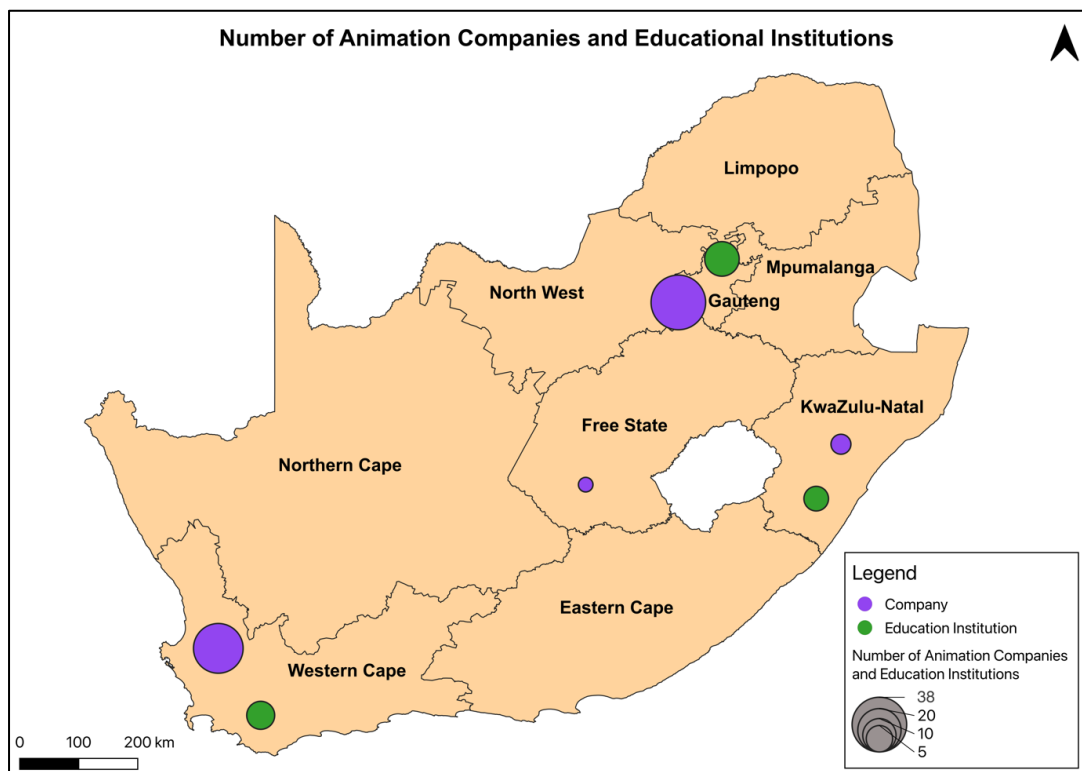 Number of Animation Companies and Educational Institutions
Limpopo
Mpumalanga
North West
Gauteng
KwaZulu-Natal
Free State
Northern Cape
Eastern Cape
Western Cape
Legend
Company
Education Institution
Number of Animation Companies
and Education Institutions
38
20
10
5
0 100 200 km